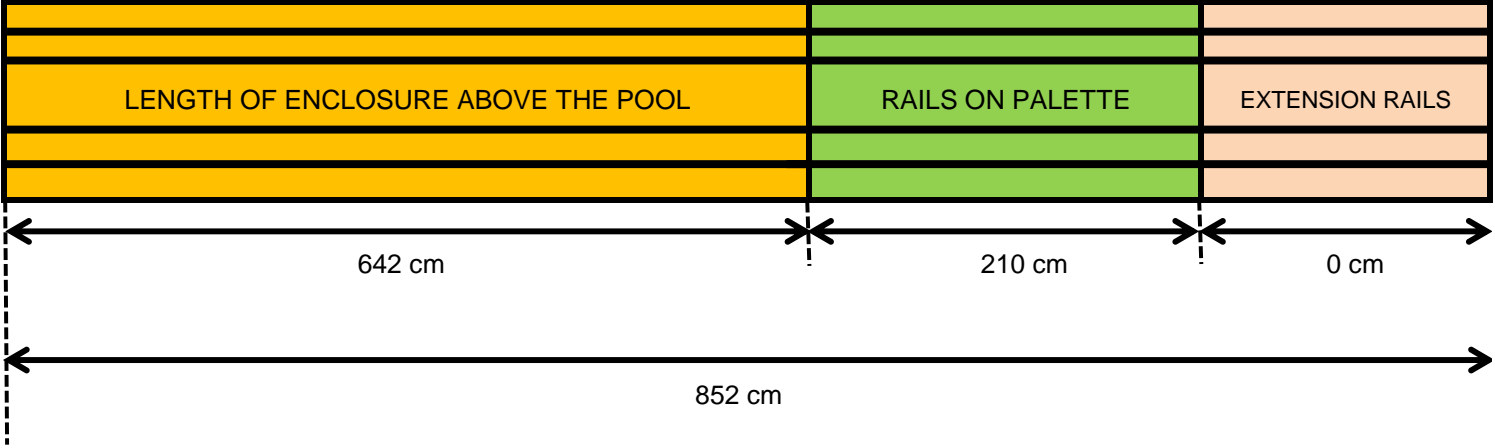 LENGTH OF ENCLOSURE ABOVE THE POOL
RAILS ON PALETTE
EXTENSION RAILS
642 cm
210 cm
0 cm
852 cm